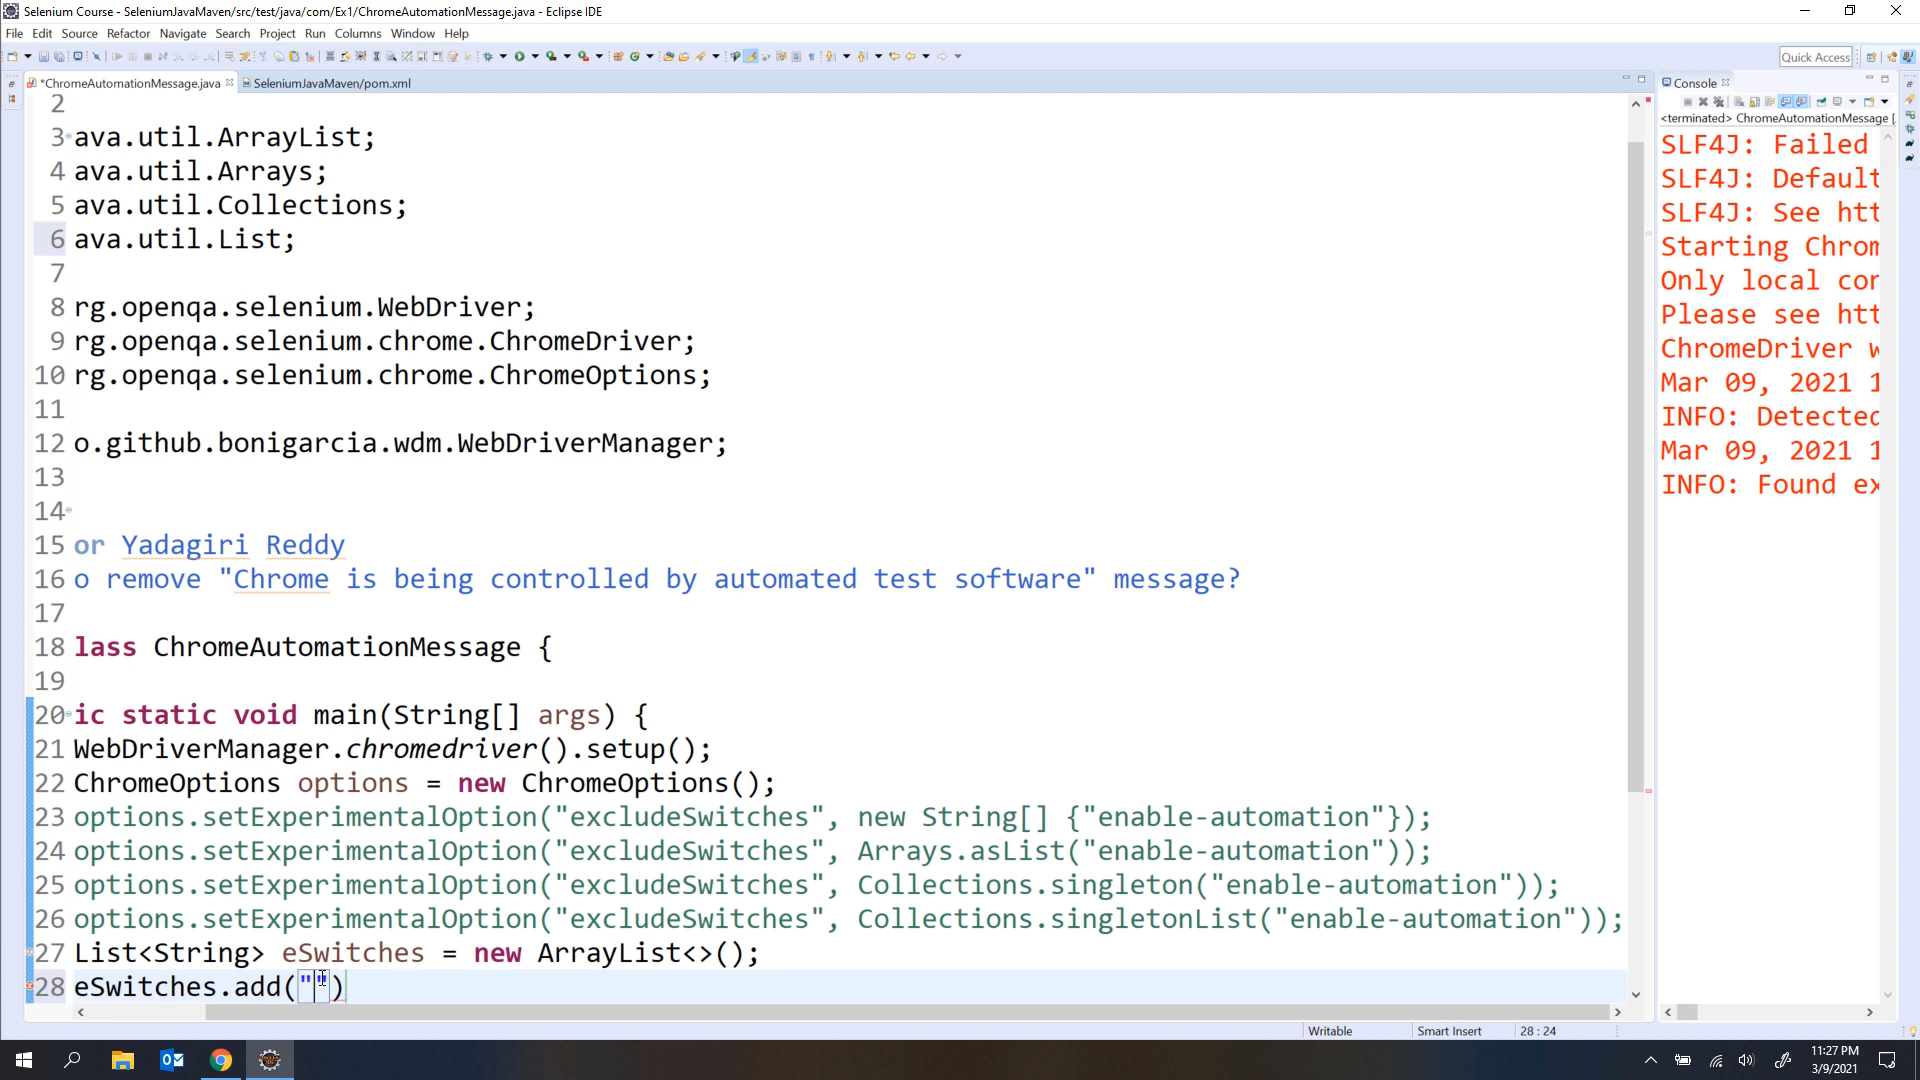 Selenium Course - SeleniumJavaMaven/src/test/java/com/Ex1/ChromeAutomationMessage.java - Eclipse IDE
File Edit Source Refactor Navigate Search Project Run Columns Window Help
Quick Access
*ChromeAutomationMessage.java SeleniumJavaMaven/pom.xml
2
3 ava.util.ArrayList;
4 ava.util.Arrays;
5 ava.util.Collections;
6 ava.util.List;
7
8 rg.openqa.selenium.WebDriver;
9 rg.openqa.selenium.chrome.ChromeDriver;
10 rg.openqa.selenium.chrome.ChromeOptions;
11
12 o.github.bonigarcia.wdm.WebDriverManager;
13
14
15 or Yadagiri Reddy
16 o remove "Chrome is being controlled by automated test software" message?
17
18 lass ChromeAutomationMessage {
19
20 ic static void main(String[] args) {
21 WebDriverManager.chromedriver().setup();
22 ChromeOptions options = new ChromeOptions();
23 options.setExperimentalOption("excludeSwitches", new String[] {"enable-automation"});
24 options.setExperimentalOption("excludeSwitches", Arrays.asList("enable-automation"));
25 options.setExperimentalOption("excludeSwitches", Collections.singleton("enable-automation"));
26 options.setExperimentalOption("excludeSwitches", Collections.singletonList("enable-automation"));
27 List<String> eSwitches = new ArrayList<>();
28 eSwitches.add("")
Console
<terminated> ChromeAutomationMessage [
SLF4J: Failed
SLF4J: Default
SLF4J: See htt
Starting Chrom
Only local con
Please see htt
ChromeDriver w
Mar 09, 2021 1
INFO: Detected
Mar 09, 2021 1
INFO: Found ex
Writable Smart Insert 28 : 24
11:27 PM
3/9/2021